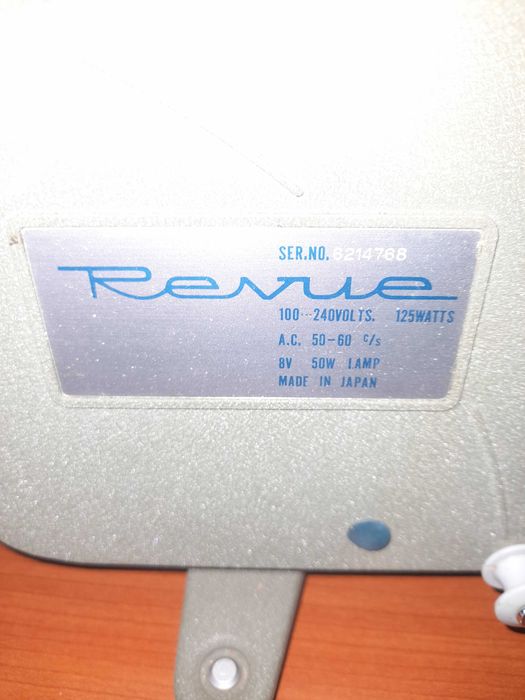 SER.NO. 6214768
Revue
100···240VOLTS. 125WATTS
A.C. 50-60 c/s
8V 50W LAMP
MADE IN JAPAN